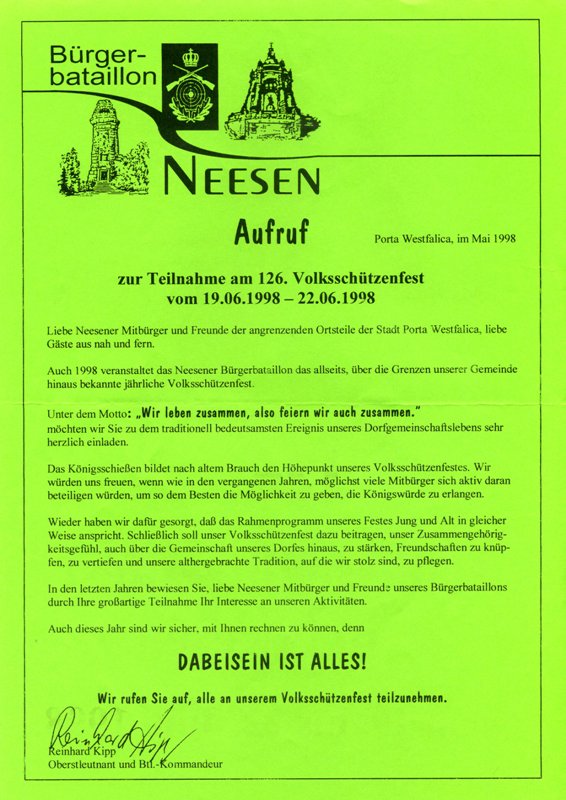 Bürger-
bataillon
NEESEN
Aufruf
Porta Westfalica, im Mai 1998
zur Teilnahme am 126. Volksschützenfest
vom 19.06.1998 – 22.06.1998
Liebe Neesener Mitbürger und Freunde der angrenzenden Ortsteile der Stadt Porta Westfalica, liebe
Gäste aus nah und fern.
Auch 1998 veranstaltet das Neesener Bürgerbataillon das allseits, über die Grenzen unserer Gemeinde
hinaus bekannte jährliche Volksschützenfest.
Unter dem Motto: „Wir leben zusammen, also feiern wir auch zusammen.“
möchten wir Sie zu dem traditionell bedeutsamsten Ereignis unseres Dorfgemeinschaftslebens sehr
herzlich einladen.
Das Königsschießen bildet nach altem Brauch den Höhepunkt unseres Volksschützenfestes. Wir
würden uns freuen, wenn wie in den vergangenen Jahren, möglichst viele Mitbürger sich aktiv daran
beteiligen würden, um so dem Besten die Möglichkeit zu geben, die Königswürde zu erlangen.
Wieder haben wir dafür gesorgt, daß das Rahmenprogramm unseres Festes Jung und Alt in gleicher
Weise anspricht. Schließlich soll unser Volksschützenfest dazu beitragen, unser Zusammengehörig-
keitsgefühl, auch über die Gemeinschaft unseres Dorfes hinaus, zu stärken, Freundschaften zu knüp-
fen, zu vertiefen und unsere althergebrachte Tradition, auf die wir stolz sind, zu pflegen.
In den letzten Jahren bewiesen Sie, liebe Neesener Mitbürger und Freunde unseres Bürgerbataillons
durch Ihre großartige Teilnahme Ihr Interesse an unseren Aktivitäten.
Auch dieses Jahr sind wir sicher, mit Ihnen rechnen zu können, denn
DABEISEIN IST ALLES!
Wir rufen Sie auf, alle an unserem Volksschützenfest teilzunehmen.
Reinhard Kipp
Reinhard Kipp
Oberstleutnant und Btl.-Kommandeur